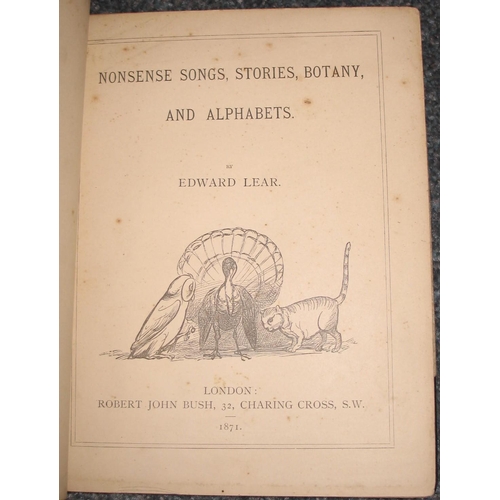 NONSENSE SONGS, STORIES, BOTANY,
AND ALPHABETS.
BY
EDWARD LEAR.
LONDON:
ROBERT JOHN BUSH, 32, CHARING CROSS, S.W.
1871.